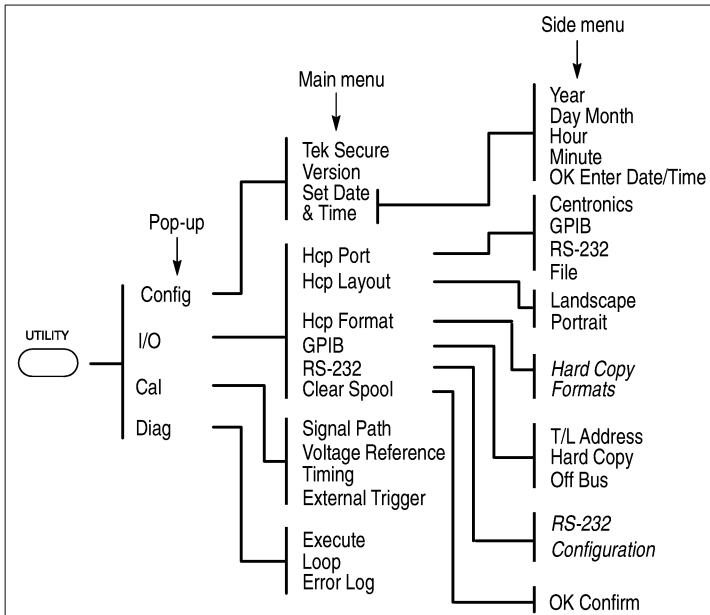 Side menu
Main menu
Pop-up
UTILITY
Config
I/O
Cal
Diag
Tek Secure
Version
Set Date
& Time
Hcp Port
Hcp Layout
Hcp Format
GPIB
RS-232
Clear Spool
Signal Path
Voltage Reference
Timing
External Trigger
Execute
Loop
Error Log
Year
Day Month
Hour
Minute
OK Enter Date/Time
Centronics
GPIB
RS-232
File
Landscape
Portrait
Hard Copy
Formats
T/L Address
Hard Copy
Off Bus
RS-232
Configuration
OK Confirm